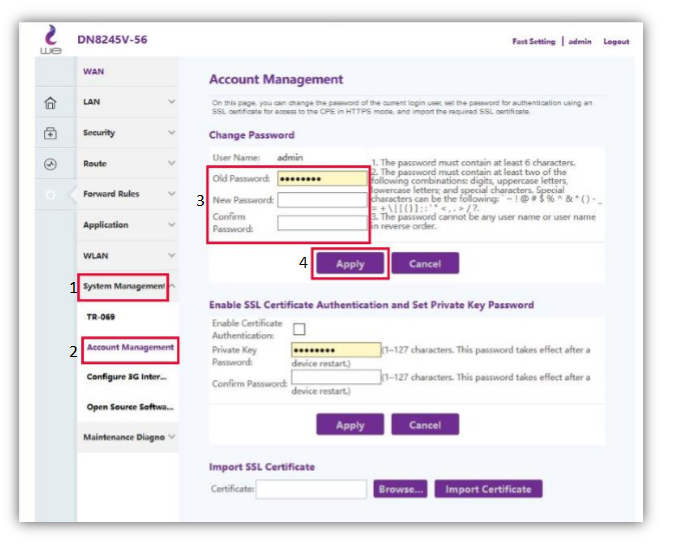 we
DN8245V-56
Fast Setting | admin Logout
WAN
LAN
Security
Route
Forward Rules
Application
WLAN
1 System Management
TR-069
2 Account Management
Configure 3G Inter...
Open Source Softwa...
Maintenance Diagno
Account Management
On this page, you can change the password of the current login user, set the password for authentication using an
SSL certificate for access to the CPE in HTTPS mode, and import the required SSL certificate.
Change Password
User Name: admin
3
Old Password: ●●●●●●●●
New Password:
Confirm
Password:
1. The password must contain at least 6 characters.
2. The password must contain at least two of the
following combinations: digits, uppercase letters,
lowercase letters; and special characters. Special
characters can be the following: ` ~ ! @ # $ % ^ & * ( ) - _
= + \ | [ { } ] ; : ' " < , . > / ?.
3. The password cannot be any user name or user name
in reverse order.
4 Apply Cancel
Enable SSL Certificate Authentication and Set Private Key Password
Enable Certificate
Authentication:
Private Key ●●●●●●●● (1–127 characters. This password takes effect after a
Password: device restart.)
Confirm Password: (1–127 characters. This password takes effect after a
device restart.)
Apply Cancel
Import SSL Certificate
Certificate: Browse... Import Certificate